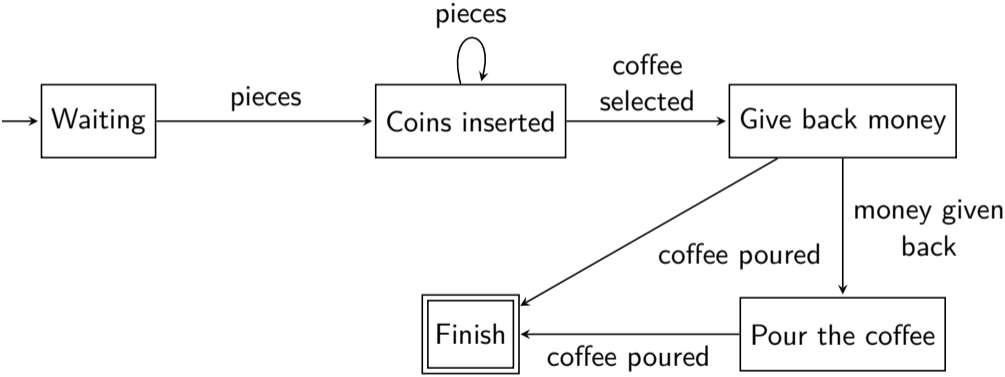 pieces
coffee
selected
pieces
Waiting
Coins inserted
Give back money
money given
back
coffee poured
Finish
Pour the coffee
coffee poured